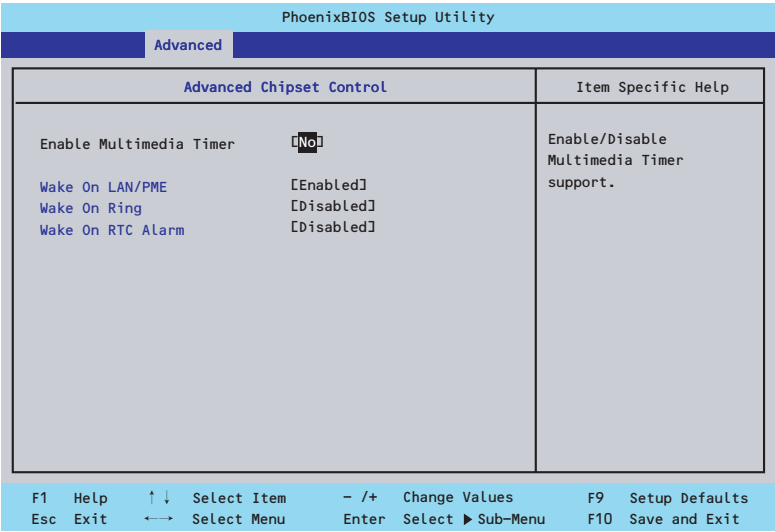 PhoenixBIOS Setup Utility
Advanced
Advanced Chipset Control
Item Specific Help
Enable Multimedia Timer [No]
Wake On LAN/PME [Enabled]
Wake On Ring [Disabled]
Wake On RTC Alarm [Disabled]
Enable/Disable
Multimedia Timer
support.
F1 Help ↑↓ Select Item - /+ Change Values F9 Setup Defaults
Esc Exit ←→ Select Menu Enter Select ▶ Sub-Menu F10 Save and Exit